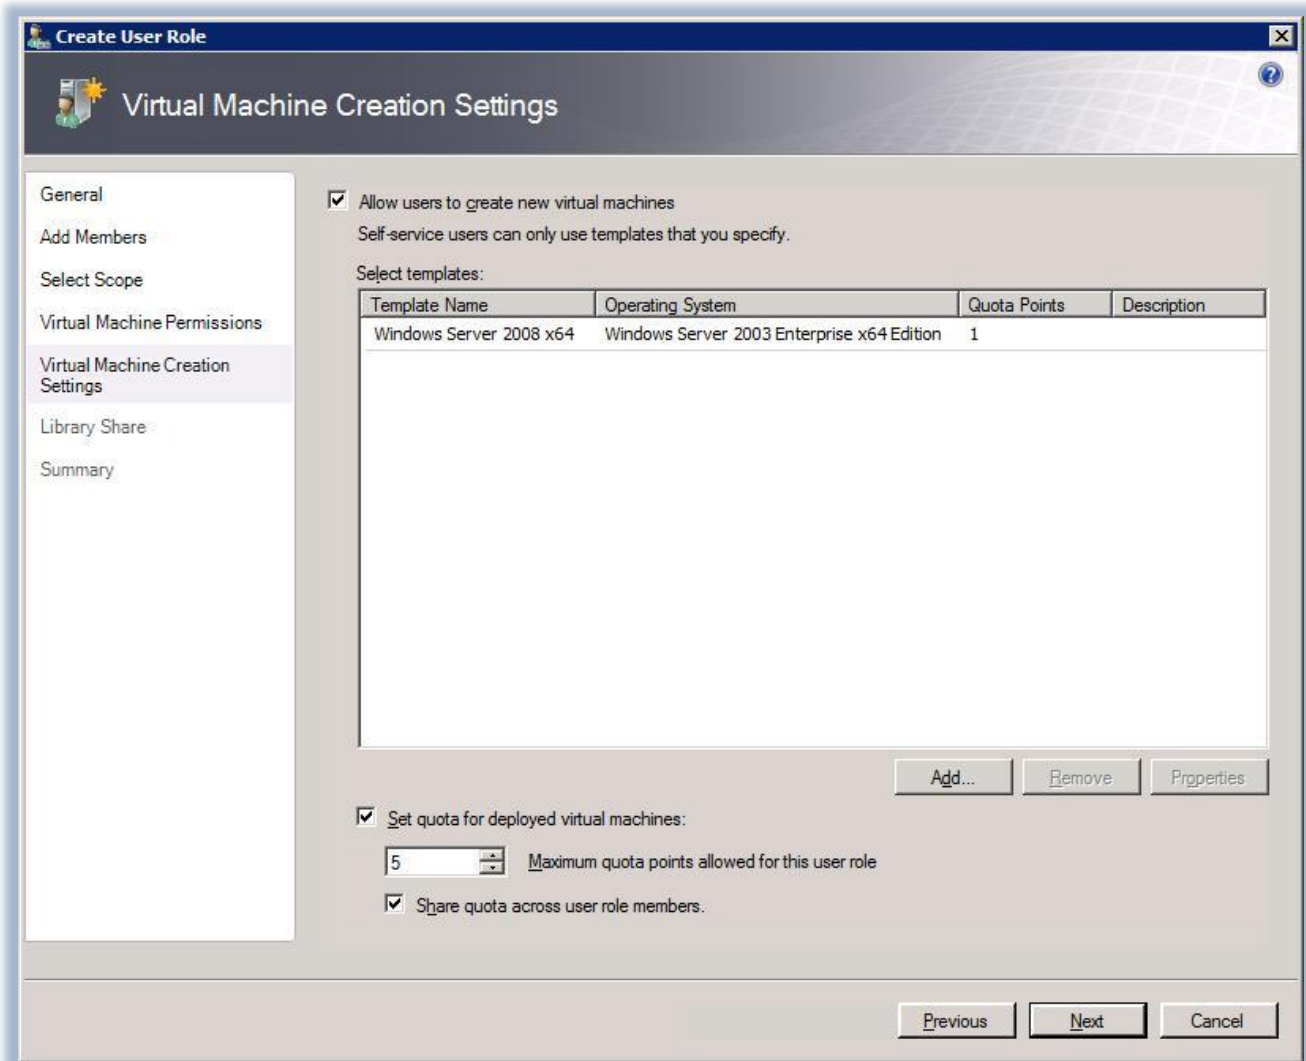 Create User Role
Virtual Machine Creation Settings
General
Add Members
Select Scope
Virtual Machine Permissions
Virtual Machine Creation
Settings
Library Share
Summary
Allow users to create new virtual machines
Self-service users can only use templates that you specify.
Select templates:
Template Name Operating System Quota Points Description
Windows Server 2008 x64 Windows Server 2003 Enterprise x64 Edition 1
Add... Remove Properties
Set quota for deployed virtual machines:
5 Maximum quota points allowed for this user role
Share quota across user role members.
Previous Next Cancel